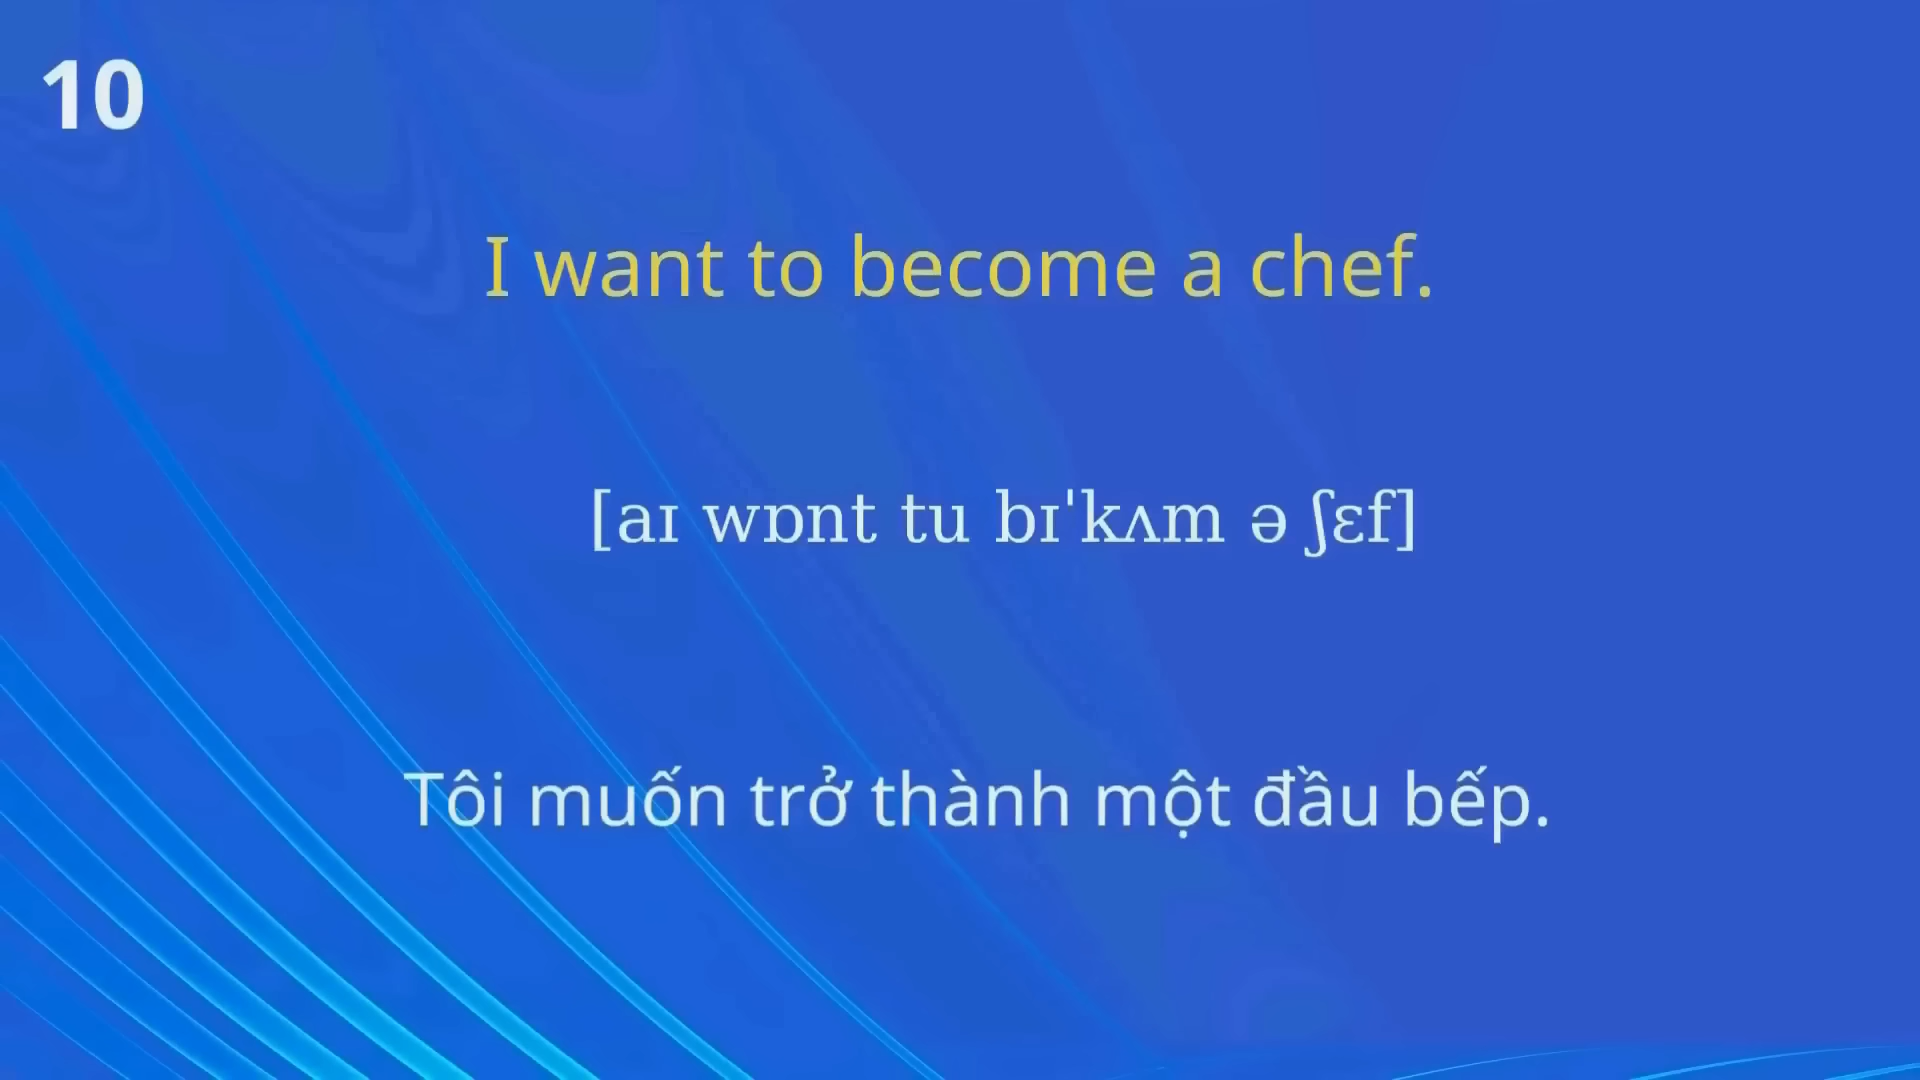 10
I want to become a chef.
[aɪ wɒnt tu bɪˈkʌm ə ʃɛf]
Tôi muốn trở thành một đầu bếp.